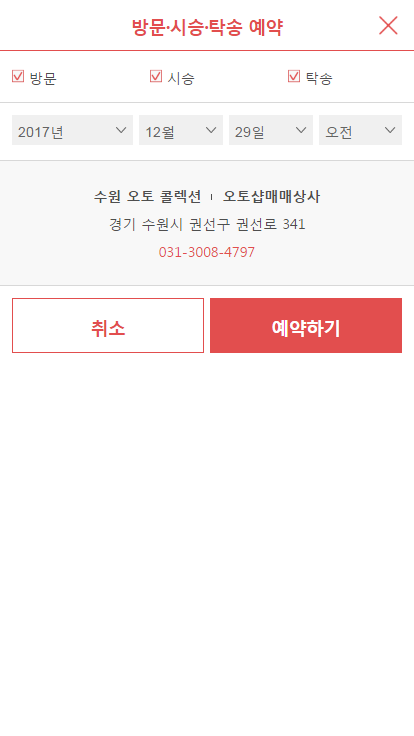 방문·시승·탁송 예약
방문 시승 탁송
2017년 12월 29일 오전
수원 오토 콜렉션 | 오토샵매매상사
경기 수원시 권선구 권선로 341
031-3008-4797
취소 예약하기